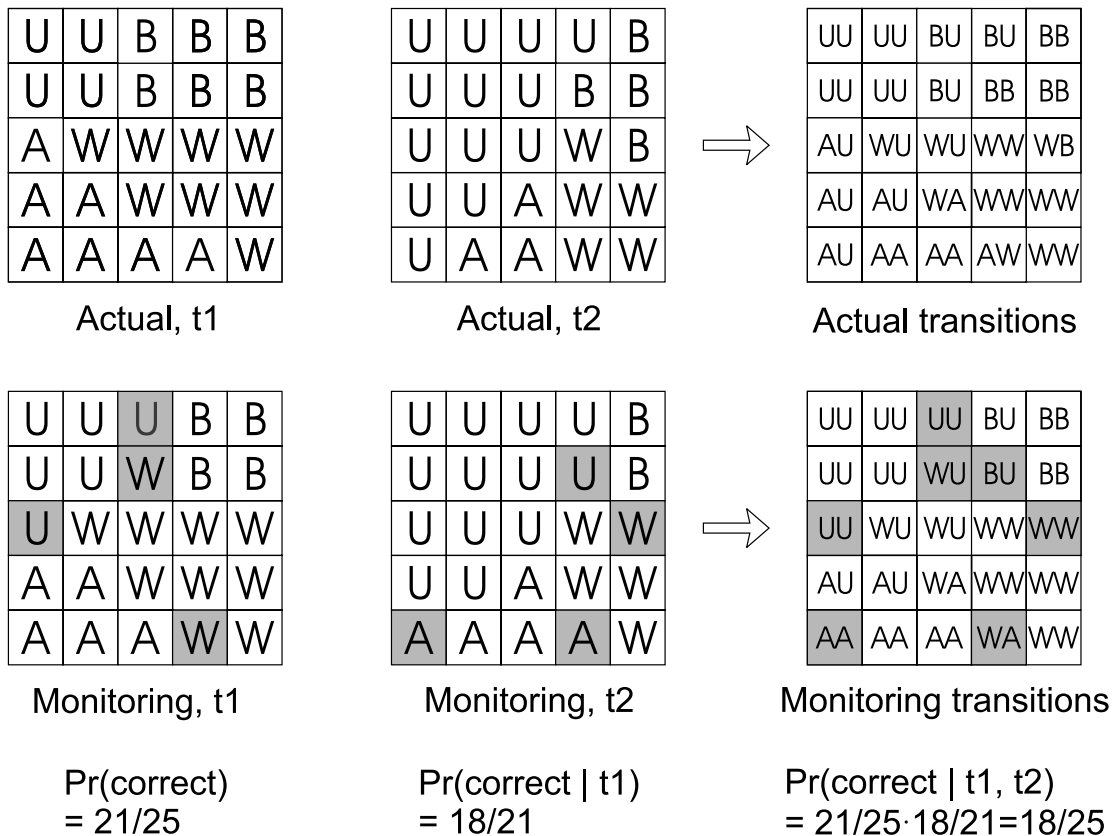 U U B B B
U U B B B
A W W W W
A A W W W
A A A A W
Actual, t1
U U U U B
U U U B B
U U U W B
U U A W W
U A A W W
Actual, t2
UU UU BU BU BB
UU UU BU BB BB
AU WU WU WW WB
AU AU WA WW WW
AU AA AA AW WW
Actual transitions
U U U B B
U U W B B
U W W W W
A A W W W
A A A W W
Monitoring, t1
U U U U B
U U U U B
U U U W W
U U A W W
A A A A W
Monitoring, t2
UU UU UU BU BB
UU UU WU BU BB
UU WU WU WW WW
AU AU WA WW WW
AA AA AA WA WW
Monitoring transitions
Pr(correct)
= 21/25
Pr(correct | t1)
= 18/21
Pr(correct | t1, t2)
= 21/25·18/21=18/25